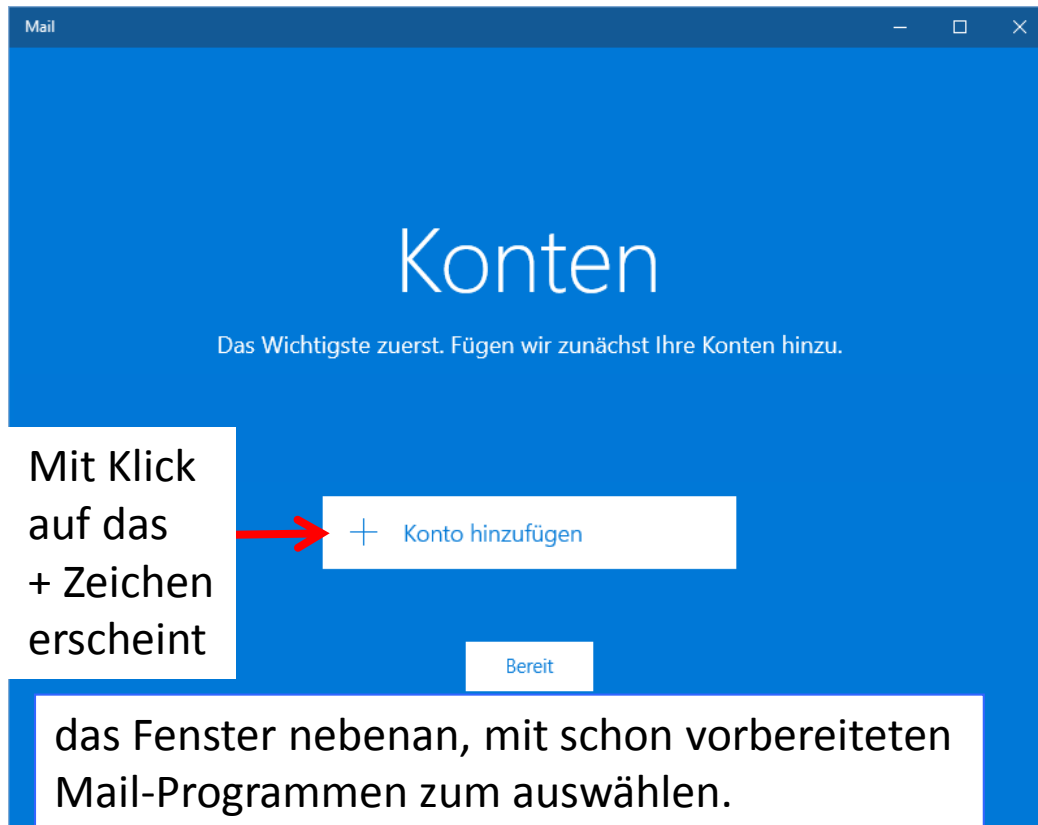 Mail
Konten
Das Wichtigste zuerst. Fügen wir zunächst Ihre Konten hinzu.
Mit Klick
auf das
+ Zeichen
erscheint
Konto hinzufügen
Bereit
das Fenster nebenan, mit schon vorbereiteten
Mail-Programmen zum auswählen.